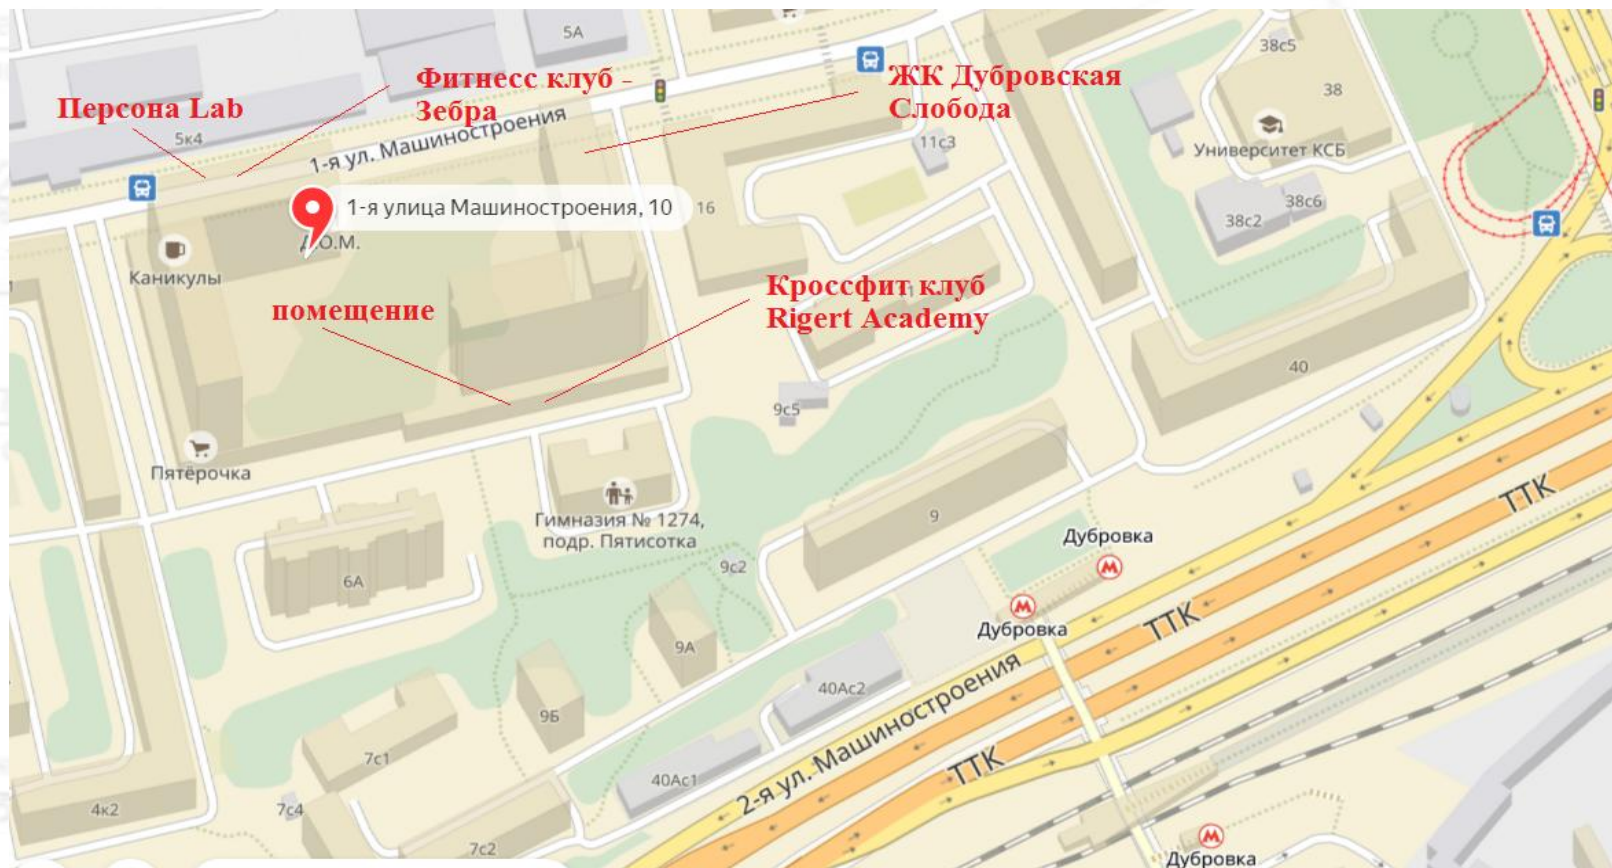 5А
38с5
Фитнесс клуб -
Зебра
ЖК Дубровская
Слобода
38
Персона Lab
5к4
1-я ул. Машиностроения
11с3
Университет КСБ
1-я улица Машиностроения, 10
16
38с6
38с2
Д.О.М.
Каникулы
помещение
Кроссфит клуб
Rigert Academy
40
9с5
Пятёрочка
ТТК
Гимназия № 1274,
подр. Пятисотка
9
Дубровка
9с2
6А
Дубровка
ТТК
9А
40Ас2
9Б
2-я ул. Машиностроения
7с1
ТТК
40Ас1
4к2
7с4
7с2
Дубровка